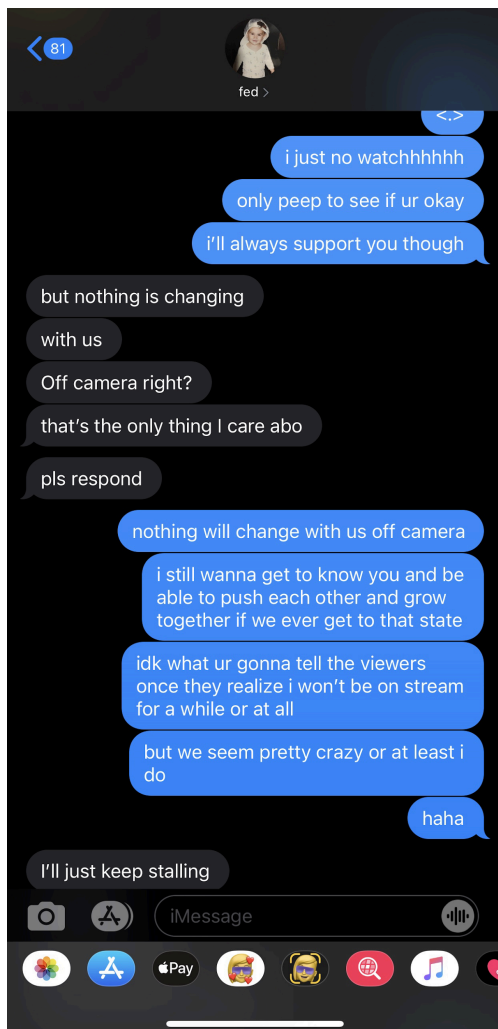 81
fed >
<.>
i just no watchhhhhh
only peep to see if ur okay
i'll always support you though
but nothing is changing
with us
Off camera right?
that's the only thing I care abo
pls respond
nothing will change with us off camera
i still wanna get to know you and be
able to push each other and grow
together if we ever get to that state
idk what ur gonna tell the viewers
once they realize i won't be on stream
for a while or at all
but we seem pretty crazy or at least i
do
haha
I'll just keep stalling
iMessage
Pay